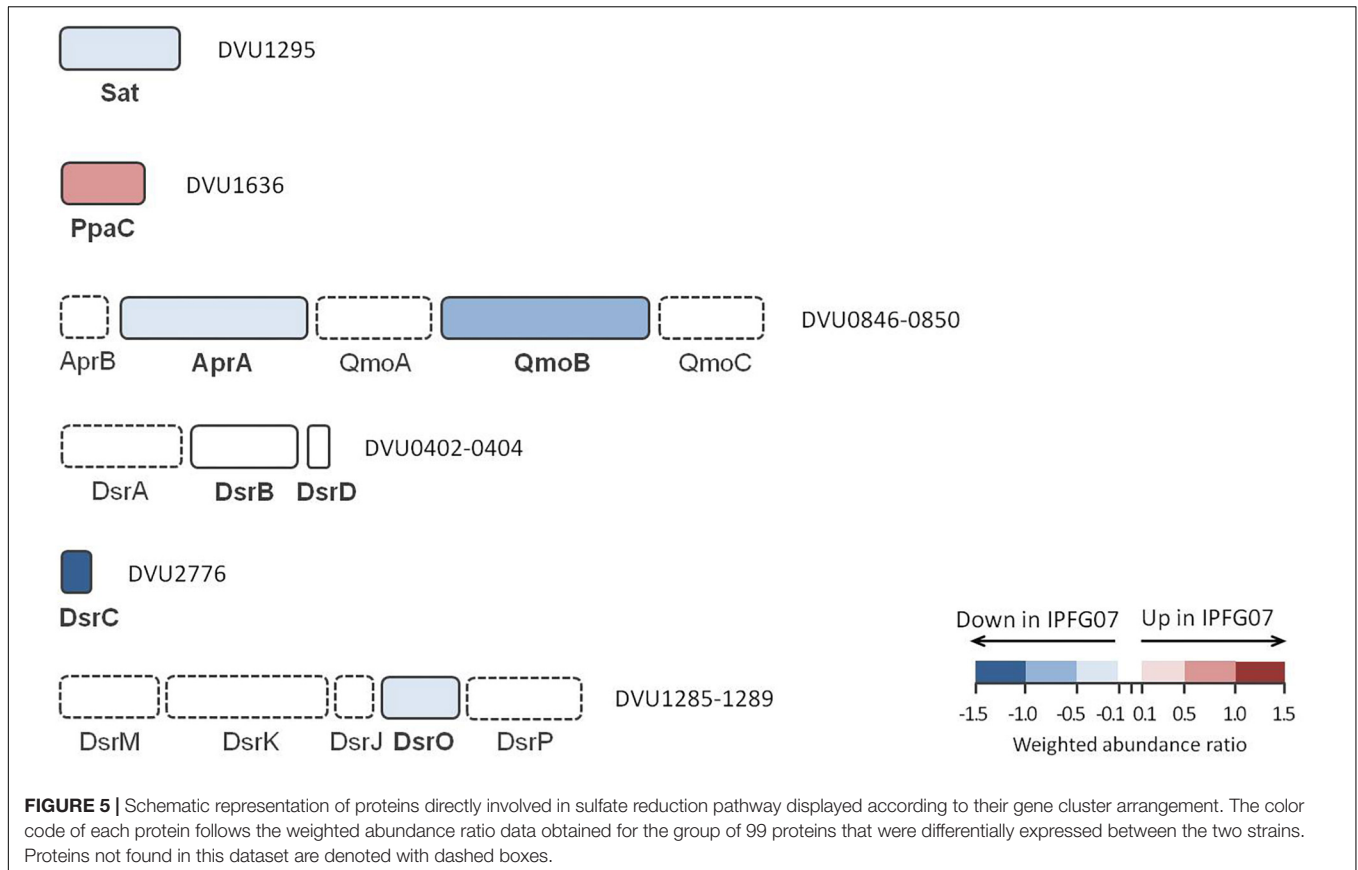 DVU1295
Sat
DVU1636
PpaC
DVU0846-0850
AprB AprA QmoA QmoB QmoC
DVU0402-0404
DsrA DsrB DsrD
DVU2776
DsrC
DVU1285-1289
DsrM DsrK DsrJ DsrO DsrP
Down in IPFG07 Up in IPFG07
-1.5 -1.0 -0.5 -0.1 0.1 0.5 1.0 1.5
Weighted abundance ratio
FIGURE 5 | Schematic representation of proteins directly involved in sulfate reduction pathway displayed according to their gene cluster arrangement. The color
code of each protein follows the weighted abundance ratio data obtained for the group of 99 proteins that were differentially expressed between the two strains.
Proteins not found in this dataset are denoted with dashed boxes.